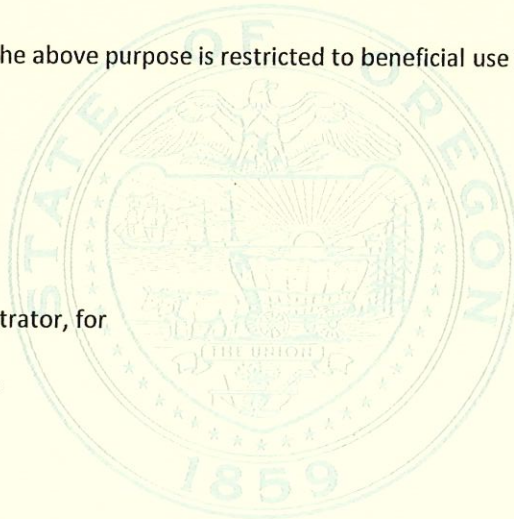 he above purpose is restricted to beneficial use
STATE OF OREGON
trator, for
THE UNION
1859